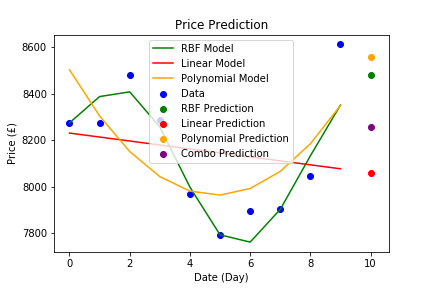 Price Prediction
8600
8400
8200
8000
7800
Price (£)
RBF Model
Linear Model
Polynomial Model
Data
RBF Prediction
Linear Prediction
Polynomial Prediction
Combo Prediction
0
2
4
6
8
10
Date (Day)